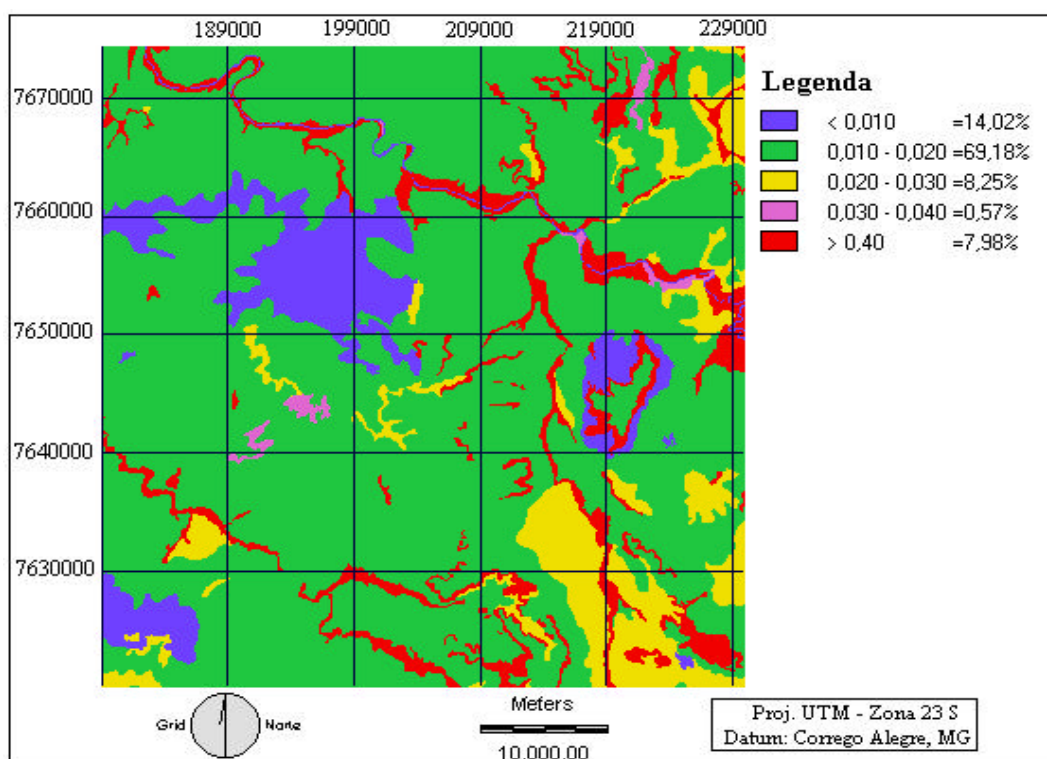 189000 199000 209000 219000 229000
7670000
7660000
7650000
7640000
7630000
Legenda
< 0,010 =14,02%
0,010 - 0,020 =69,18%
0,020 - 0,030 =8,25%
0,030 - 0,040 =0,57%
> 0,40 =7,98%
Grid Norte
Meters
10.000,00
Proj. UTM - Zona 23 S
Datum: Corrego Alegre, MG